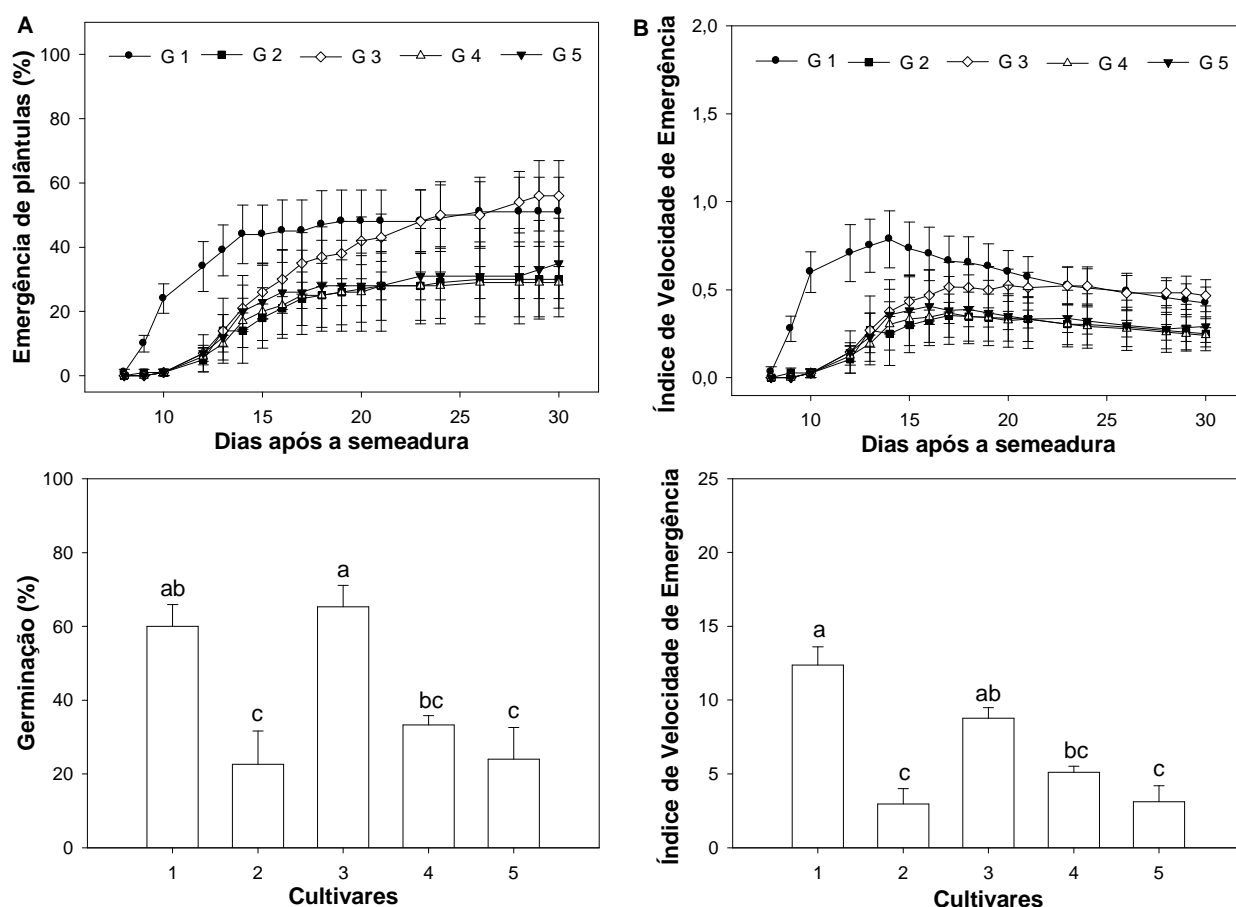 A
Emergência de plântulas (%)
100
80
60
40
20
0
G 1 G 2 G 3 G 4 G 5
10 15 20 25 30
Dias após a semeadura
B
Índice de Velocidade de Emergência
2,0
1,5
1,0
0,5
0,0
G 1 G 2 G 3 G 4 G 5
10 15 20 25 30
Dias após a semeadura
Germinação (%)
100
80
60
40
20
0
ab c a bc c
1 2 3 4 5
Cultivares
Índice de Velocidade de Emergência
25
20
15
10
5
0
a c ab bc c
1 2 3 4 5
Cultivares